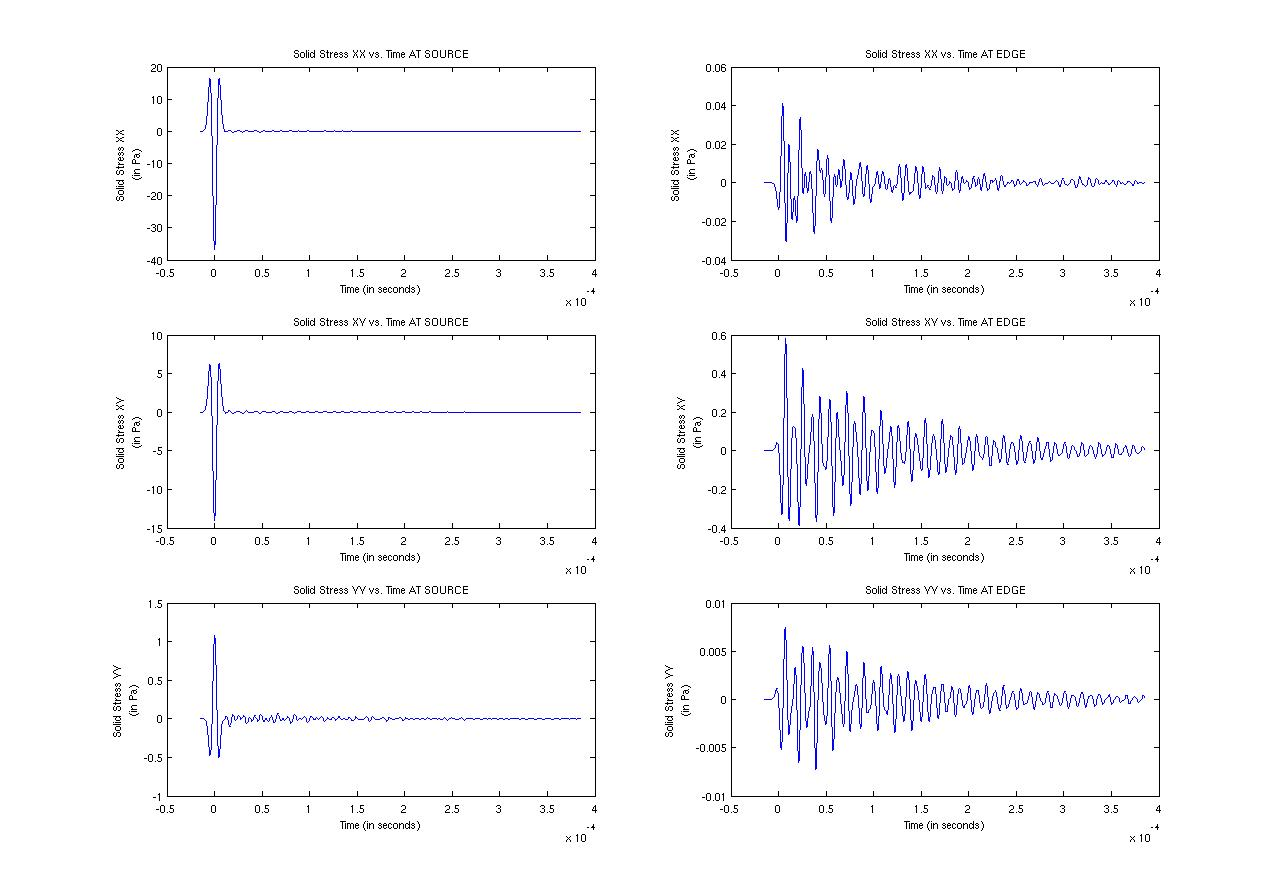 Solid Stress XX vs. Time AT SOURCE
20
10
0
-10
-20
-30
-40
Solid Stress XX
(in Pa)
-0.5 0 0.5 1 1.5 2 2.5 3 3.5 4
Time (in seconds)
x 10 -4
Solid Stress XX vs. Time AT EDGE
0.06
0.04
0.02
0
-0.02
-0.04
Solid Stress XX
(in Pa)
-0.5 0 0.5 1 1.5 2 2.5 3 3.5 4
Time (in seconds)
x 10 -4
Solid Stress XY vs. Time AT SOURCE
10
5
0
-5
-10
-15
Solid Stress XY
(in Pa)
-0.5 0 0.5 1 1.5 2 2.5 3 3.5 4
Time (in seconds)
x 10 -4
Solid Stress XY vs. Time AT EDGE
0.6
0.4
0.2
0
-0.2
-0.4
Solid Stress XY
(in Pa)
-0.5 0 0.5 1 1.5 2 2.5 3 3.5 4
Time (in seconds)
x 10 -4
Solid Stress YY vs. Time AT SOURCE
1.5
1
0.5
0
-0.5
-1
Solid Stress YY
(in Pa)
-0.5 0 0.5 1 1.5 2 2.5 3 3.5 4
Time (in seconds)
x 10 -4
Solid Stress YY vs. Time AT EDGE
0.01
0.005
0
-0.005
-0.01
Solid Stress YY
(in Pa)
-0.5 0 0.5 1 1.5 2 2.5 3 3.5 4
Time (in seconds)
x 10 -4